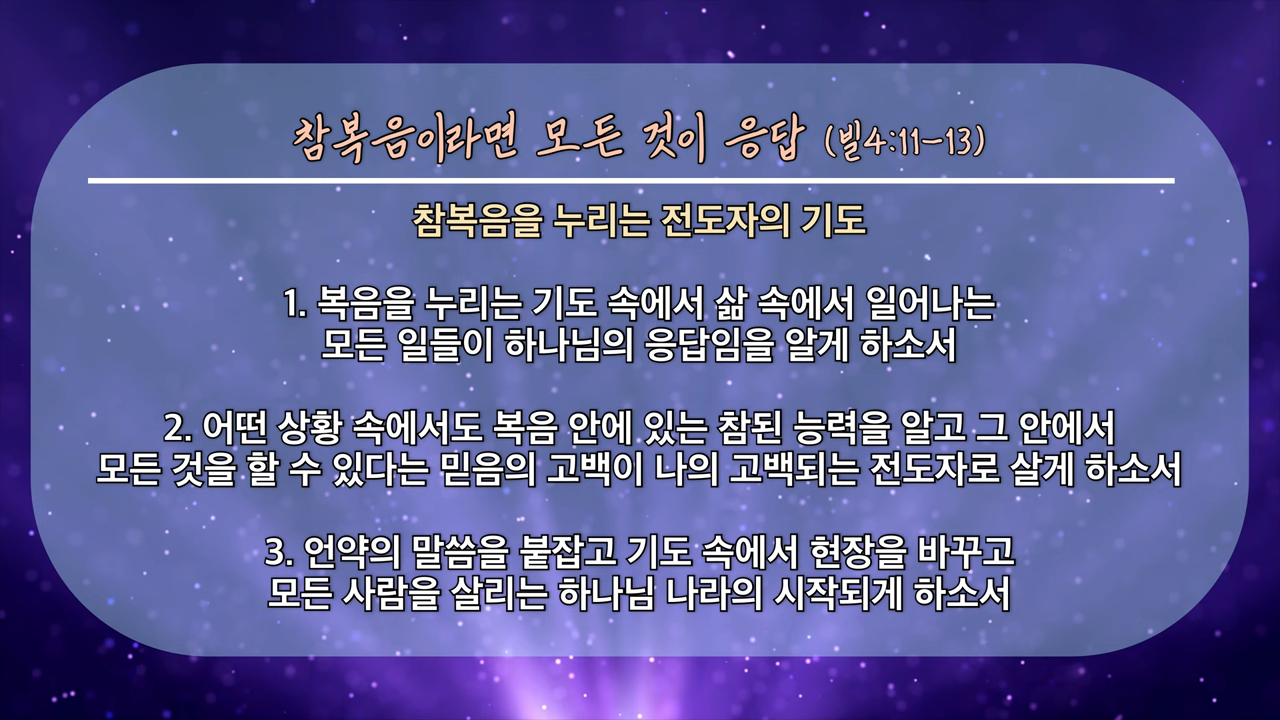 참복음이라면 모든 것이 응답 (빌4:11-13)
참복음을 누리는 전도자의 기도
1. 복음을 누리는 기도 속에서 삶 속에서 일어나는
모든 일들이 하나님의 응답임을 알게 하소서
2. 어떤 상황 속에서도 복음 안에 있는 참된 능력을 알고 그 안에서
모든 것을 할 수 있다는 믿음의 고백이 나의 고백되는 전도자로 살게 하소서
3. 언약의 말씀을 붙잡고 기도 속에서 현장을 바꾸고
모든 사람을 살리는 하나님 나라의 시작되게 하소서